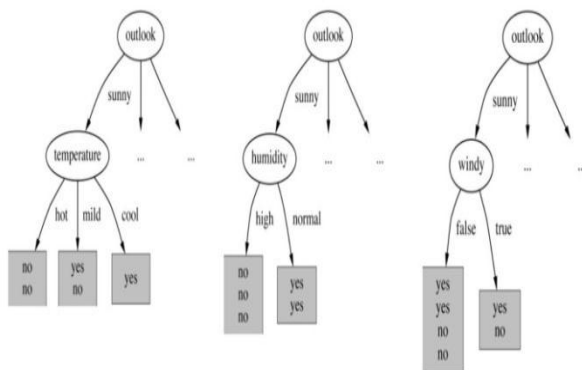 outlook
sunny
temperature
...
...
hot
mild
cool
no
no
yes
no
yes
outlook
sunny
humidity
...
...
high
normal
no
no
no
yes
yes
outlook
sunny
windy
...
...
false
true
yes
yes
no
no
yes
no